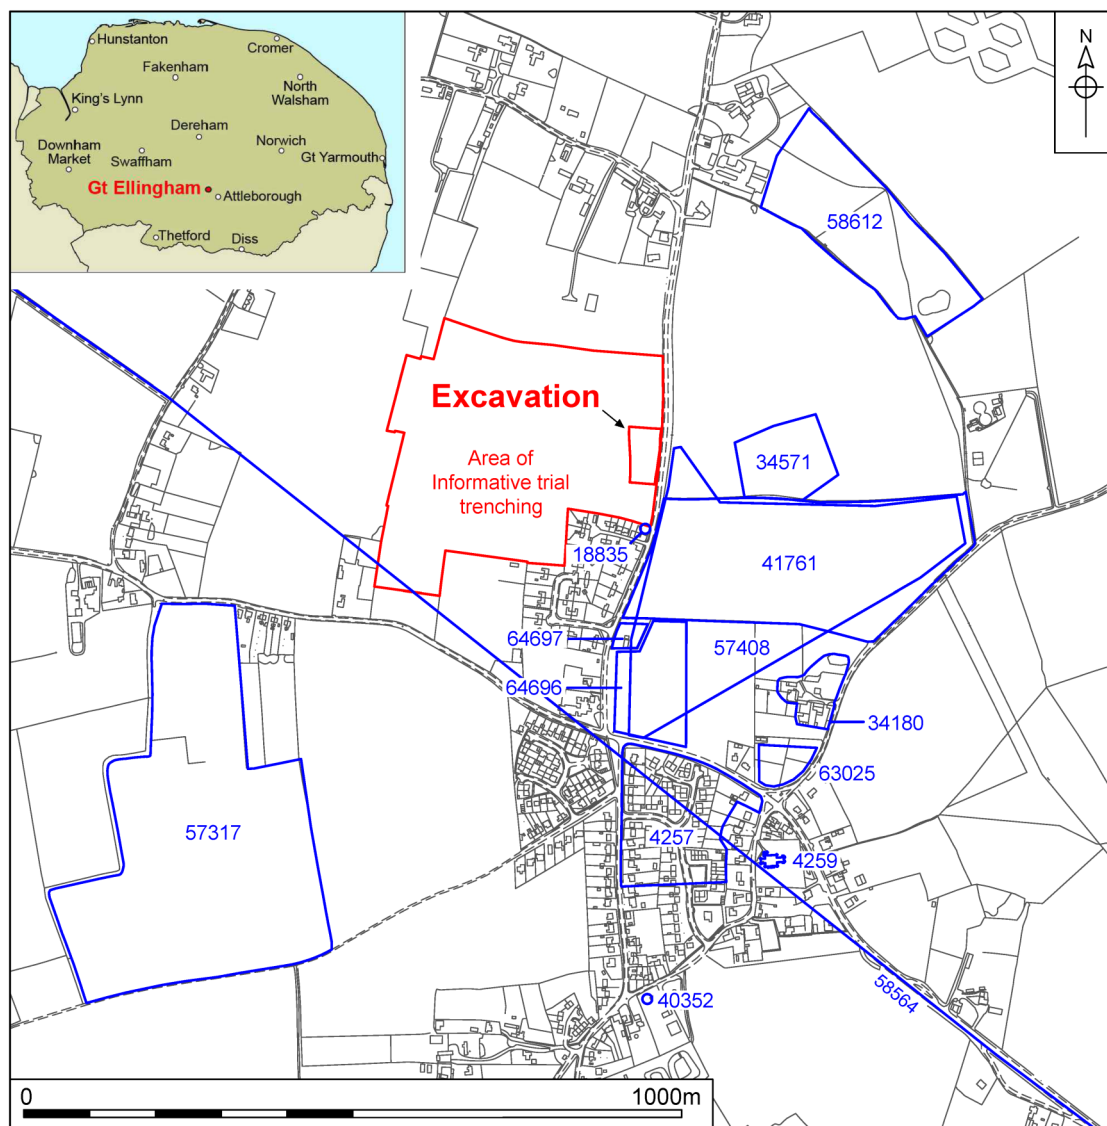 Hunstanton
Cromer
Fakenham
North
Walsham
King's Lynn
Dereham
Downham
Market
Swaffham
Norwich
Gt Yarmouth
Gt Ellingham
Attleborough
Thetford
Diss
N
58612
Excavation
Area of
Informative trial
trenching
34571
18835
41761
64697
57408
64696
34180
63025
57317
4257
4259
58564
40352
0
1000m